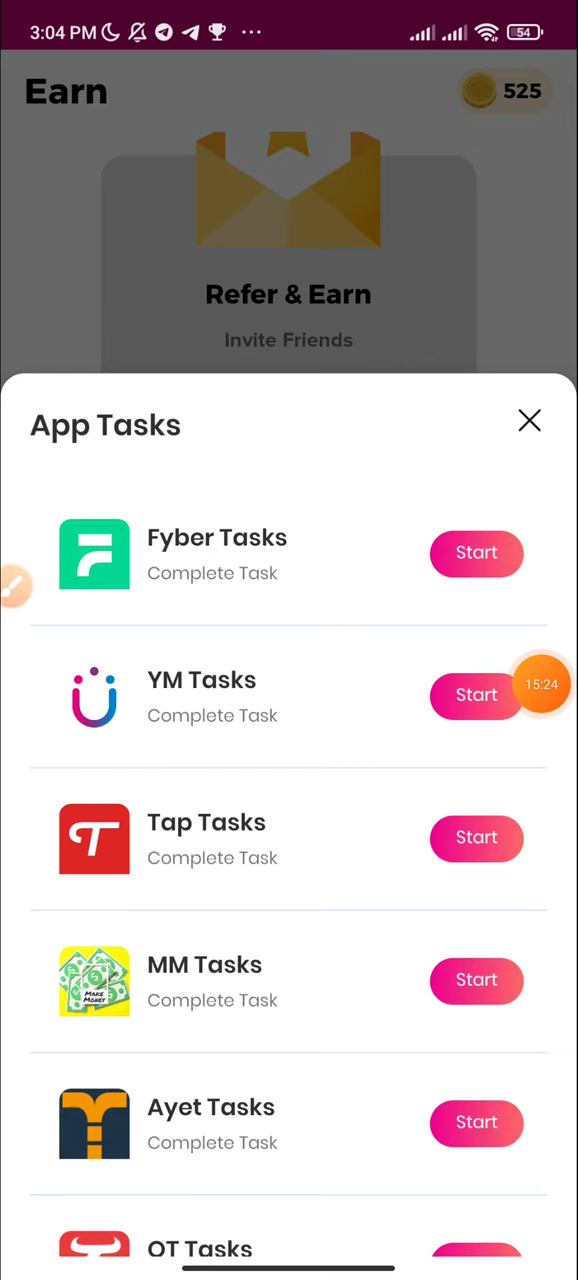 3:04 PM
54
Earn
525
Refer & Earn
Invite Friends
App Tasks
Fyber Tasks
Complete Task
Start
YM Tasks
Complete Task
Start
15:24
Tap Tasks
Complete Task
Start
MAKE
MONEY
MM Tasks
Complete Task
Start
Ayet Tasks
Complete Task
Start
OT Tasks